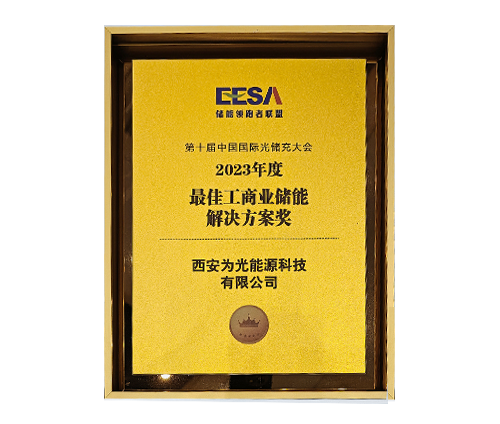 EESA
储能领跑者联盟
第十届中国国际光储充大会
2023年度
最佳工商业储能
解决方案奖
西安为光能源科技
有限公司